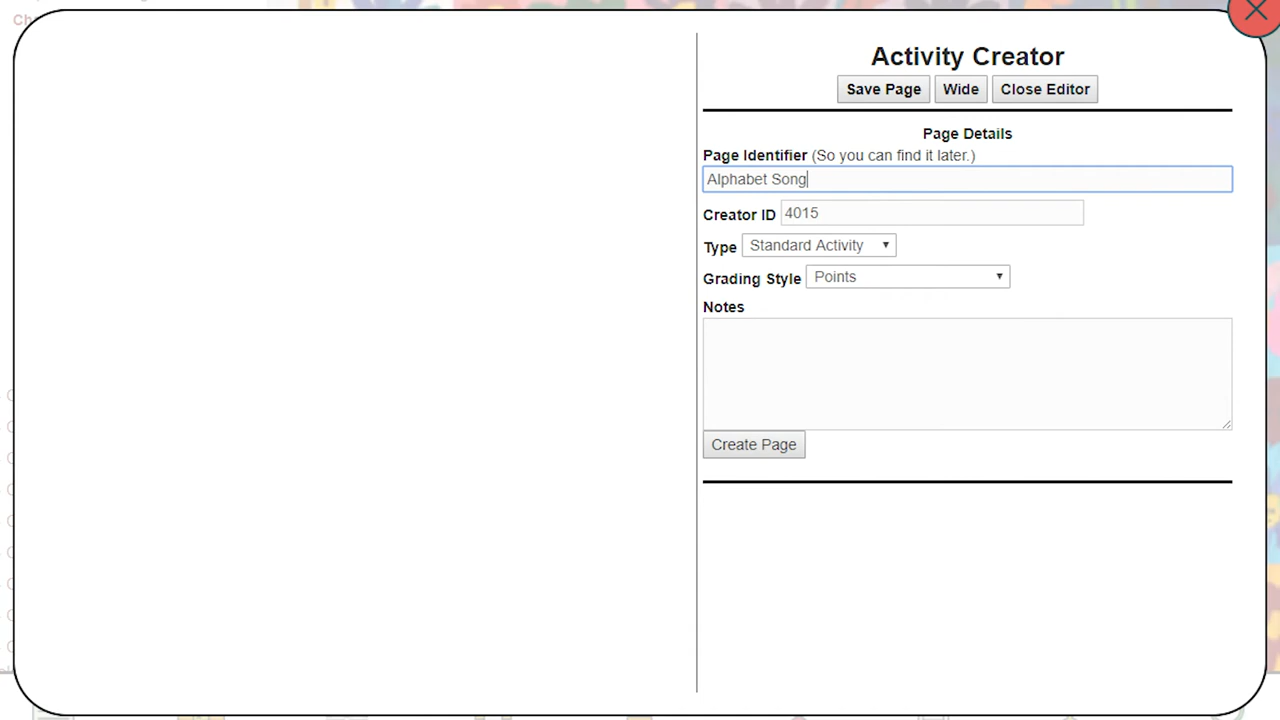 Activity Creator
Save Page Wide Close Editor
Page Details
Page Identifier (So you can find it later.)
Alphabet Song
Creator ID 4015
Type Standard Activity
Grading Style Points
Notes
Create Page